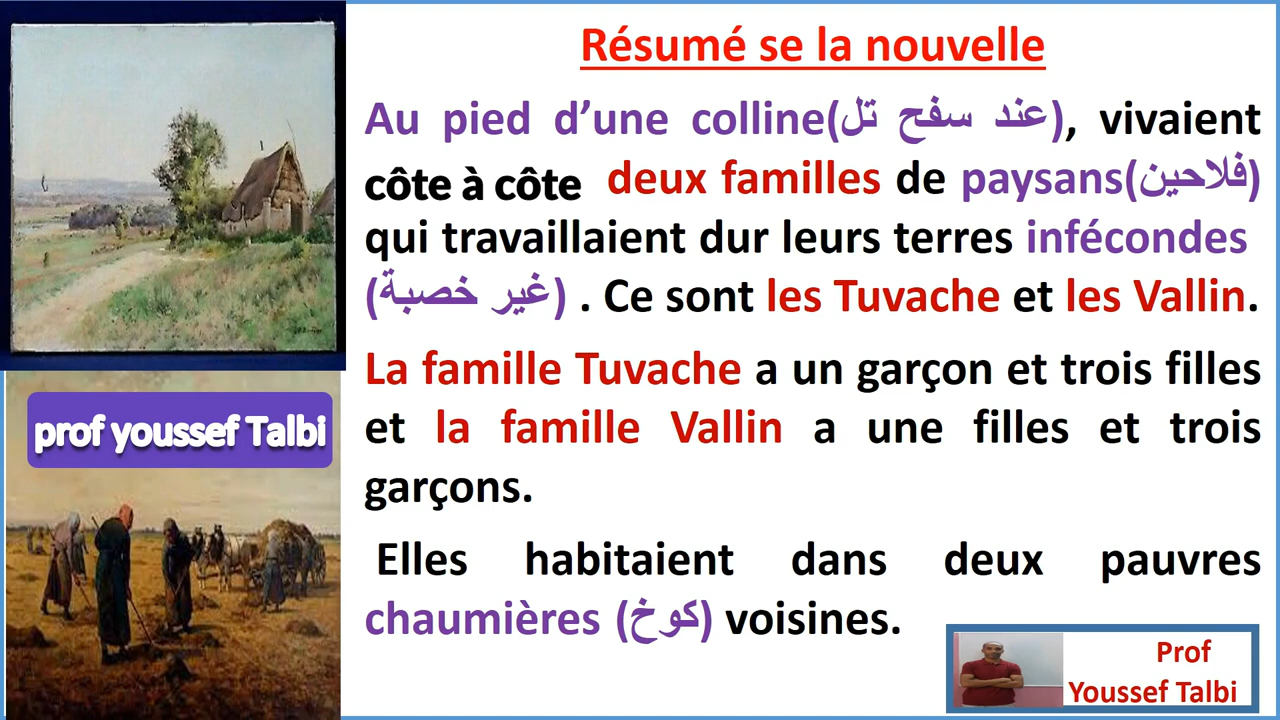 Résumé se la nouvelle
Au pied d’une colline(عند سفح تل), vivaient
côte à côte deux familles de paysans(فلاحين)
qui travaillaient dur leurs terres infécondes
(غير خصبة) . Ce sont les Tuvache et les Vallin.
La famille Tuvache a un garçon et trois filles
et la famille Vallin a une filles et trois
garçons.
Elles habitaient dans deux pauvres
chaumières (كوخ) voisines.
prof youssef Talbi
Prof
Youssef Talbi